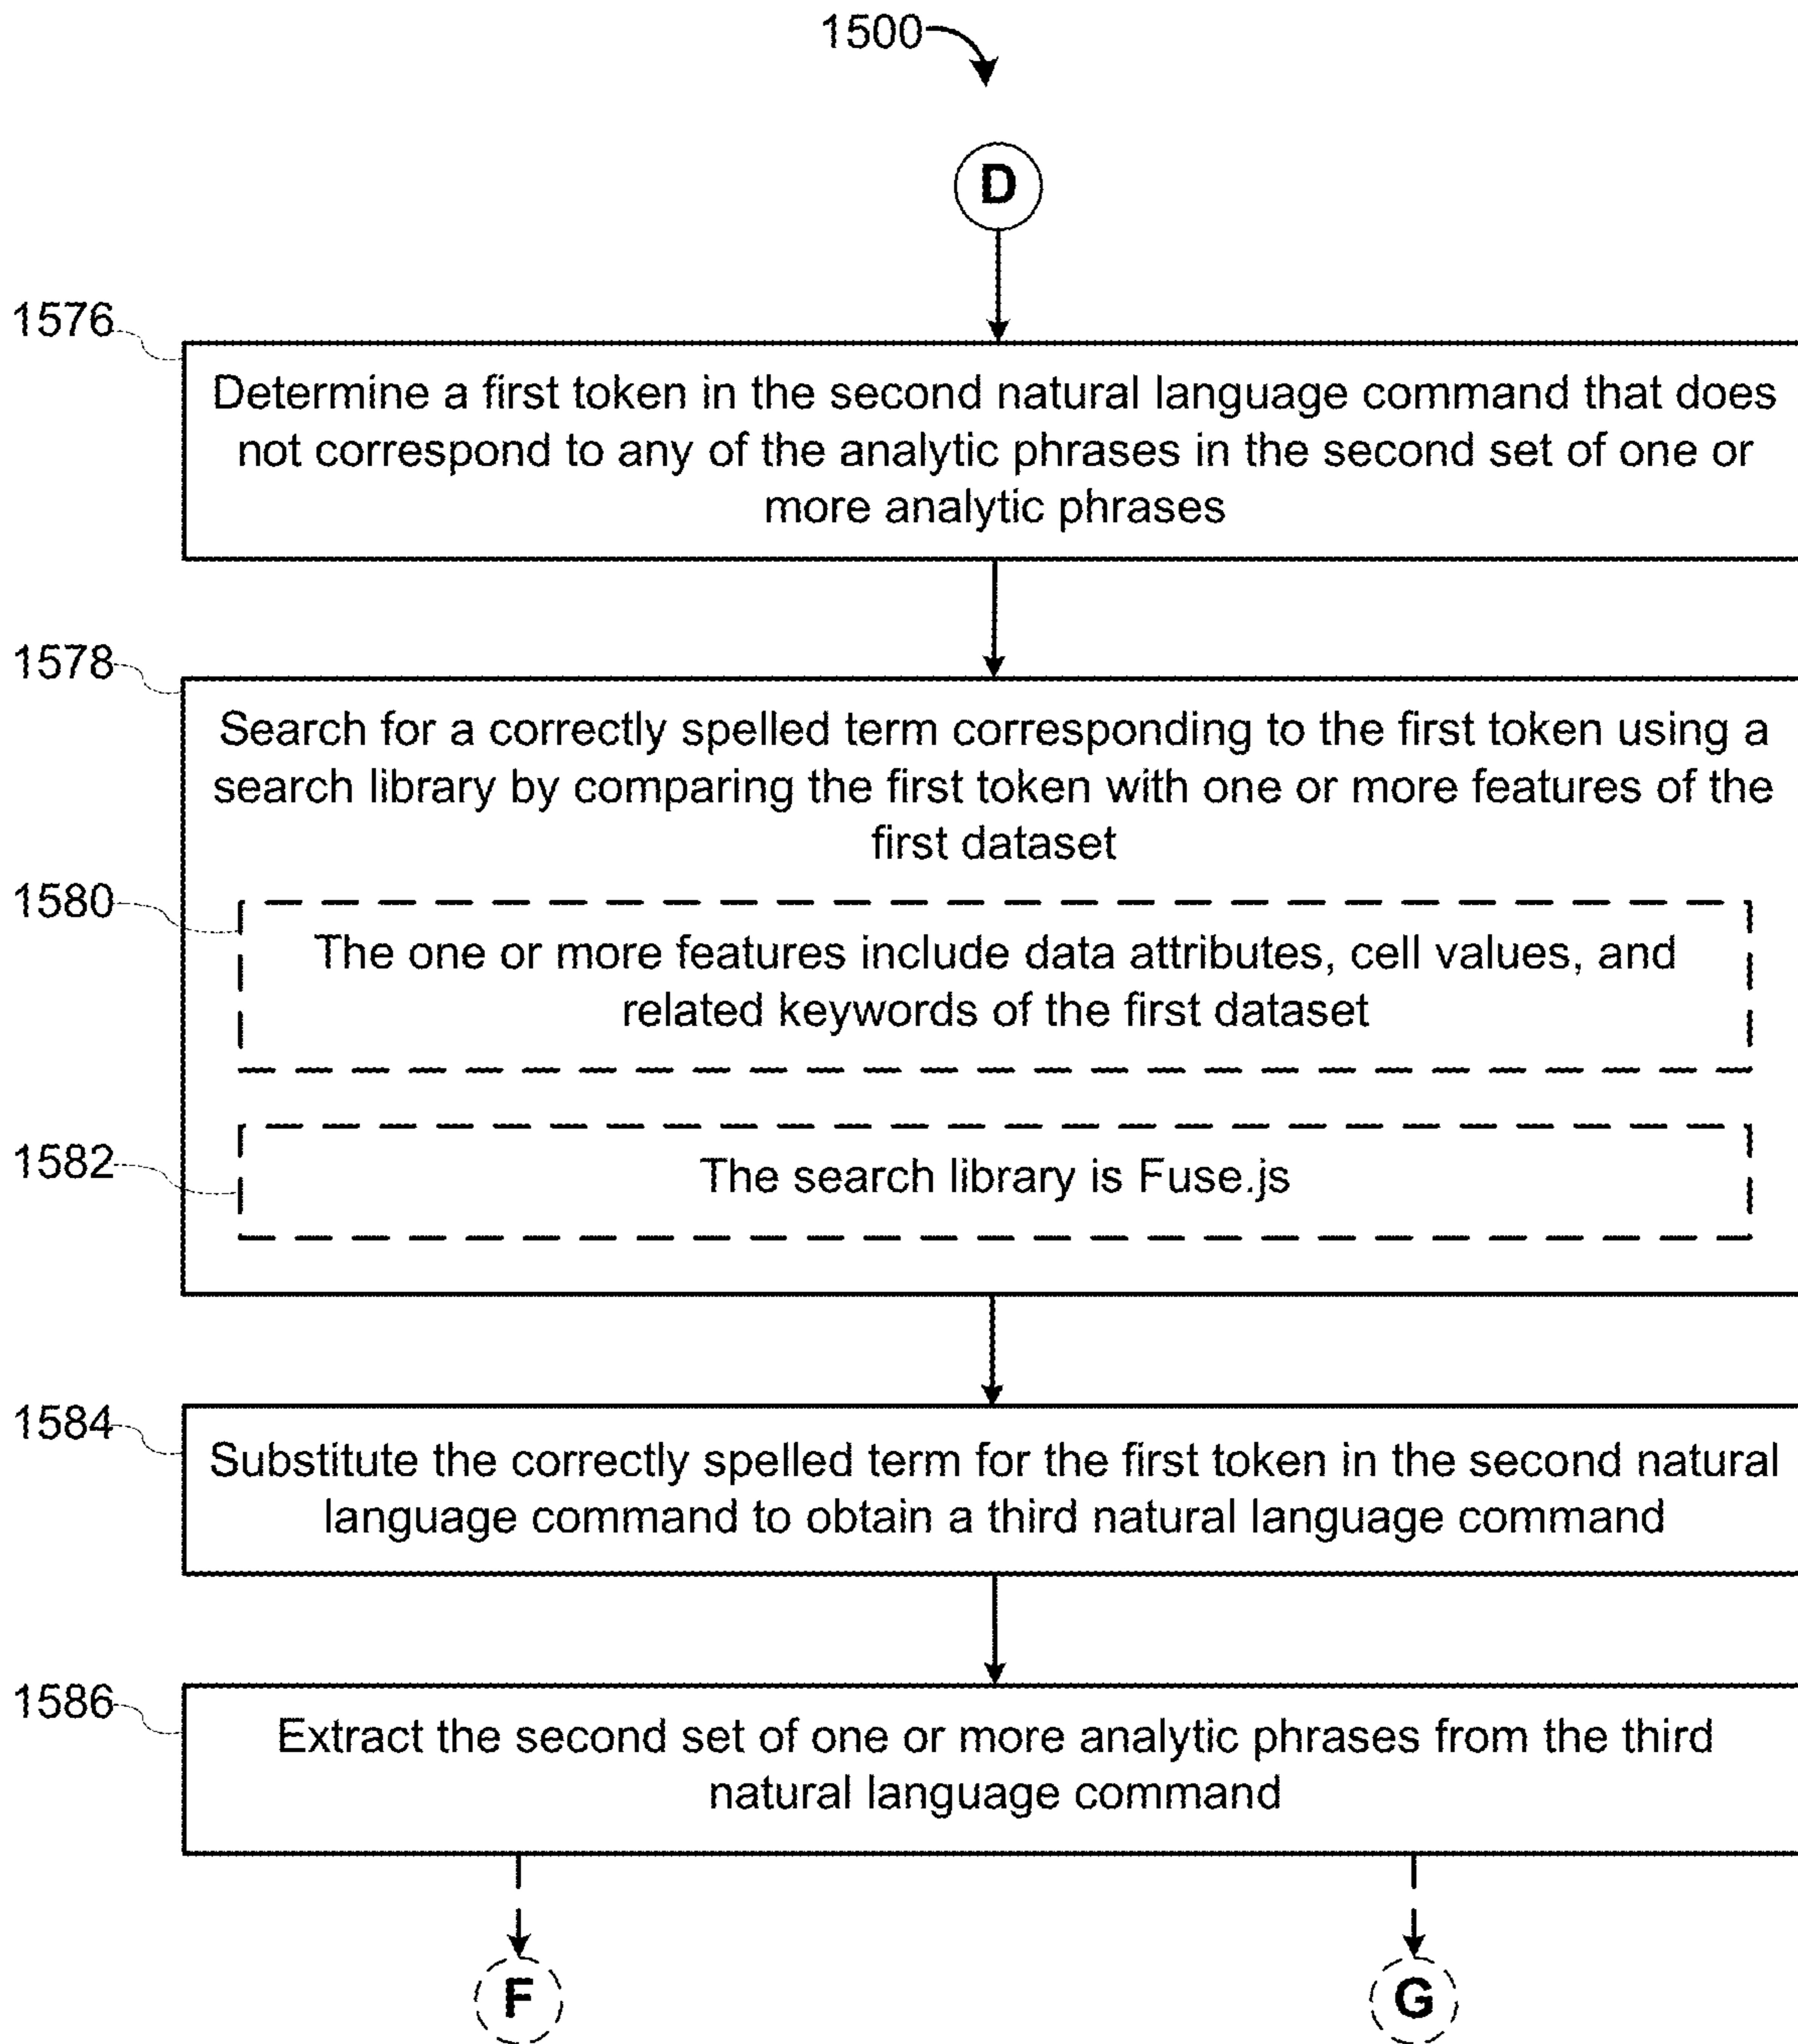 1500
D
1576
Determine a first token in the second natural language command that does
not correspond to any of the analytic phrases in the second set of one or
more analytic phrases
1578
Search for a correctly spelled term corresponding to the first token using a
search library by comparing the first token with one or more features of the
first dataset
1580
The one or more features include data attributes, cell values, and
related keywords of the first dataset
1582
The search library is Fuse.js
1584
Substitute the correctly spelled term for the first token in the second natural
language command to obtain a third natural language command
1586
Extract the second set of one or more analytic phrases from the third
natural language command
F
G